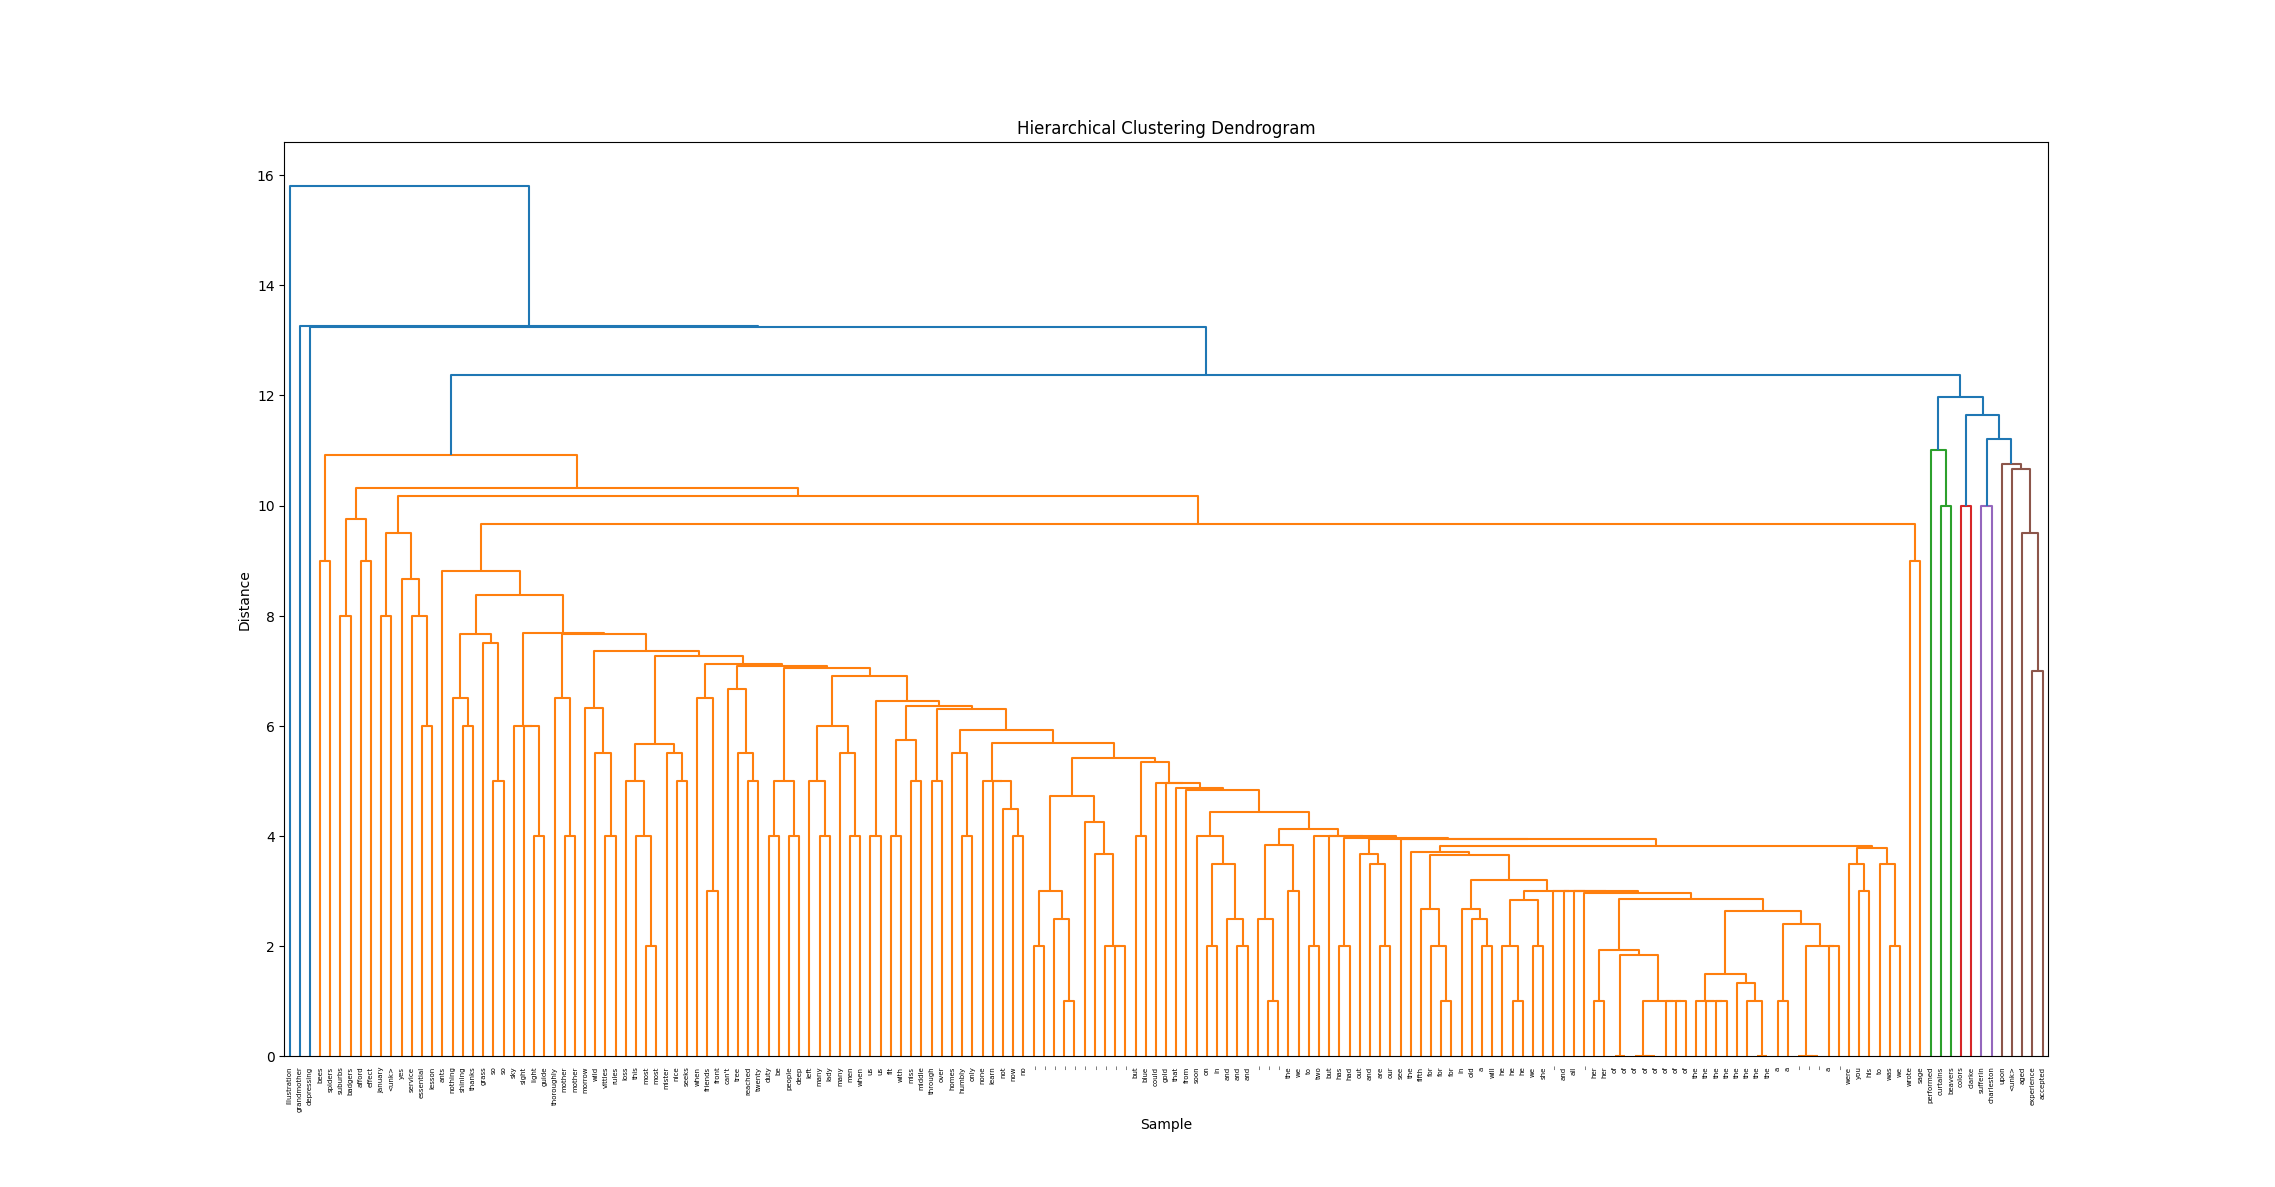 Hierarchical Clustering Dendrogram
16
14
12
10
8
6
4
2
0
Distance
illustration grandmother depressing bees spiders suburbs badgers afford effect january <unk> yes service essential lesson ants nothing shining thanks grass so so sky sight light guide thoroughly mother mother morrow wild vittles rules loss this most most mister nice seeks when friends front can't tree reached twenty duty be people deep left many lady many men when us us fit with miss middle through over homes humbly only none learn not now no _ _ _ _ _ _ _ _ _ _ but blue could gold that from soon on in and and and _ _ _ the we to two but has had out and are our see the fifth for for for in old a will he he he we she _ and all _ her her of of of of of of of of the the the the the the the the a a _ _ _ a _ were you his to was we wrote sage performed curtains beavers colors clarke sufferin charleston upon <unk> aged experience accepted
Sample